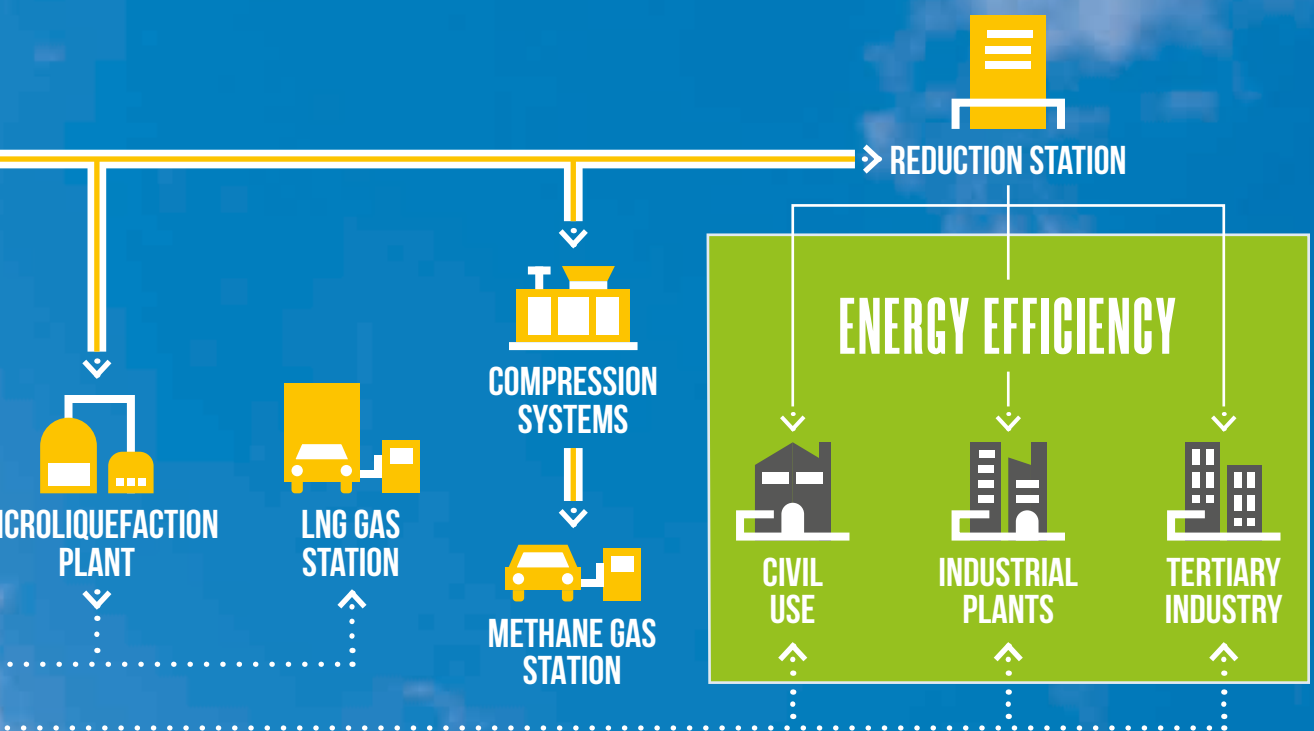 REDUCTION STATION
ENERGY EFFICIENCY
COMPRESSION
SYSTEMS
ICROLIQUEFACTION
PLANT
LNG GAS
STATION
METHANE GAS
STATION
CIVIL
USE
INDUSTRIAL
PLANTS
TERTIARY
INDUSTRY